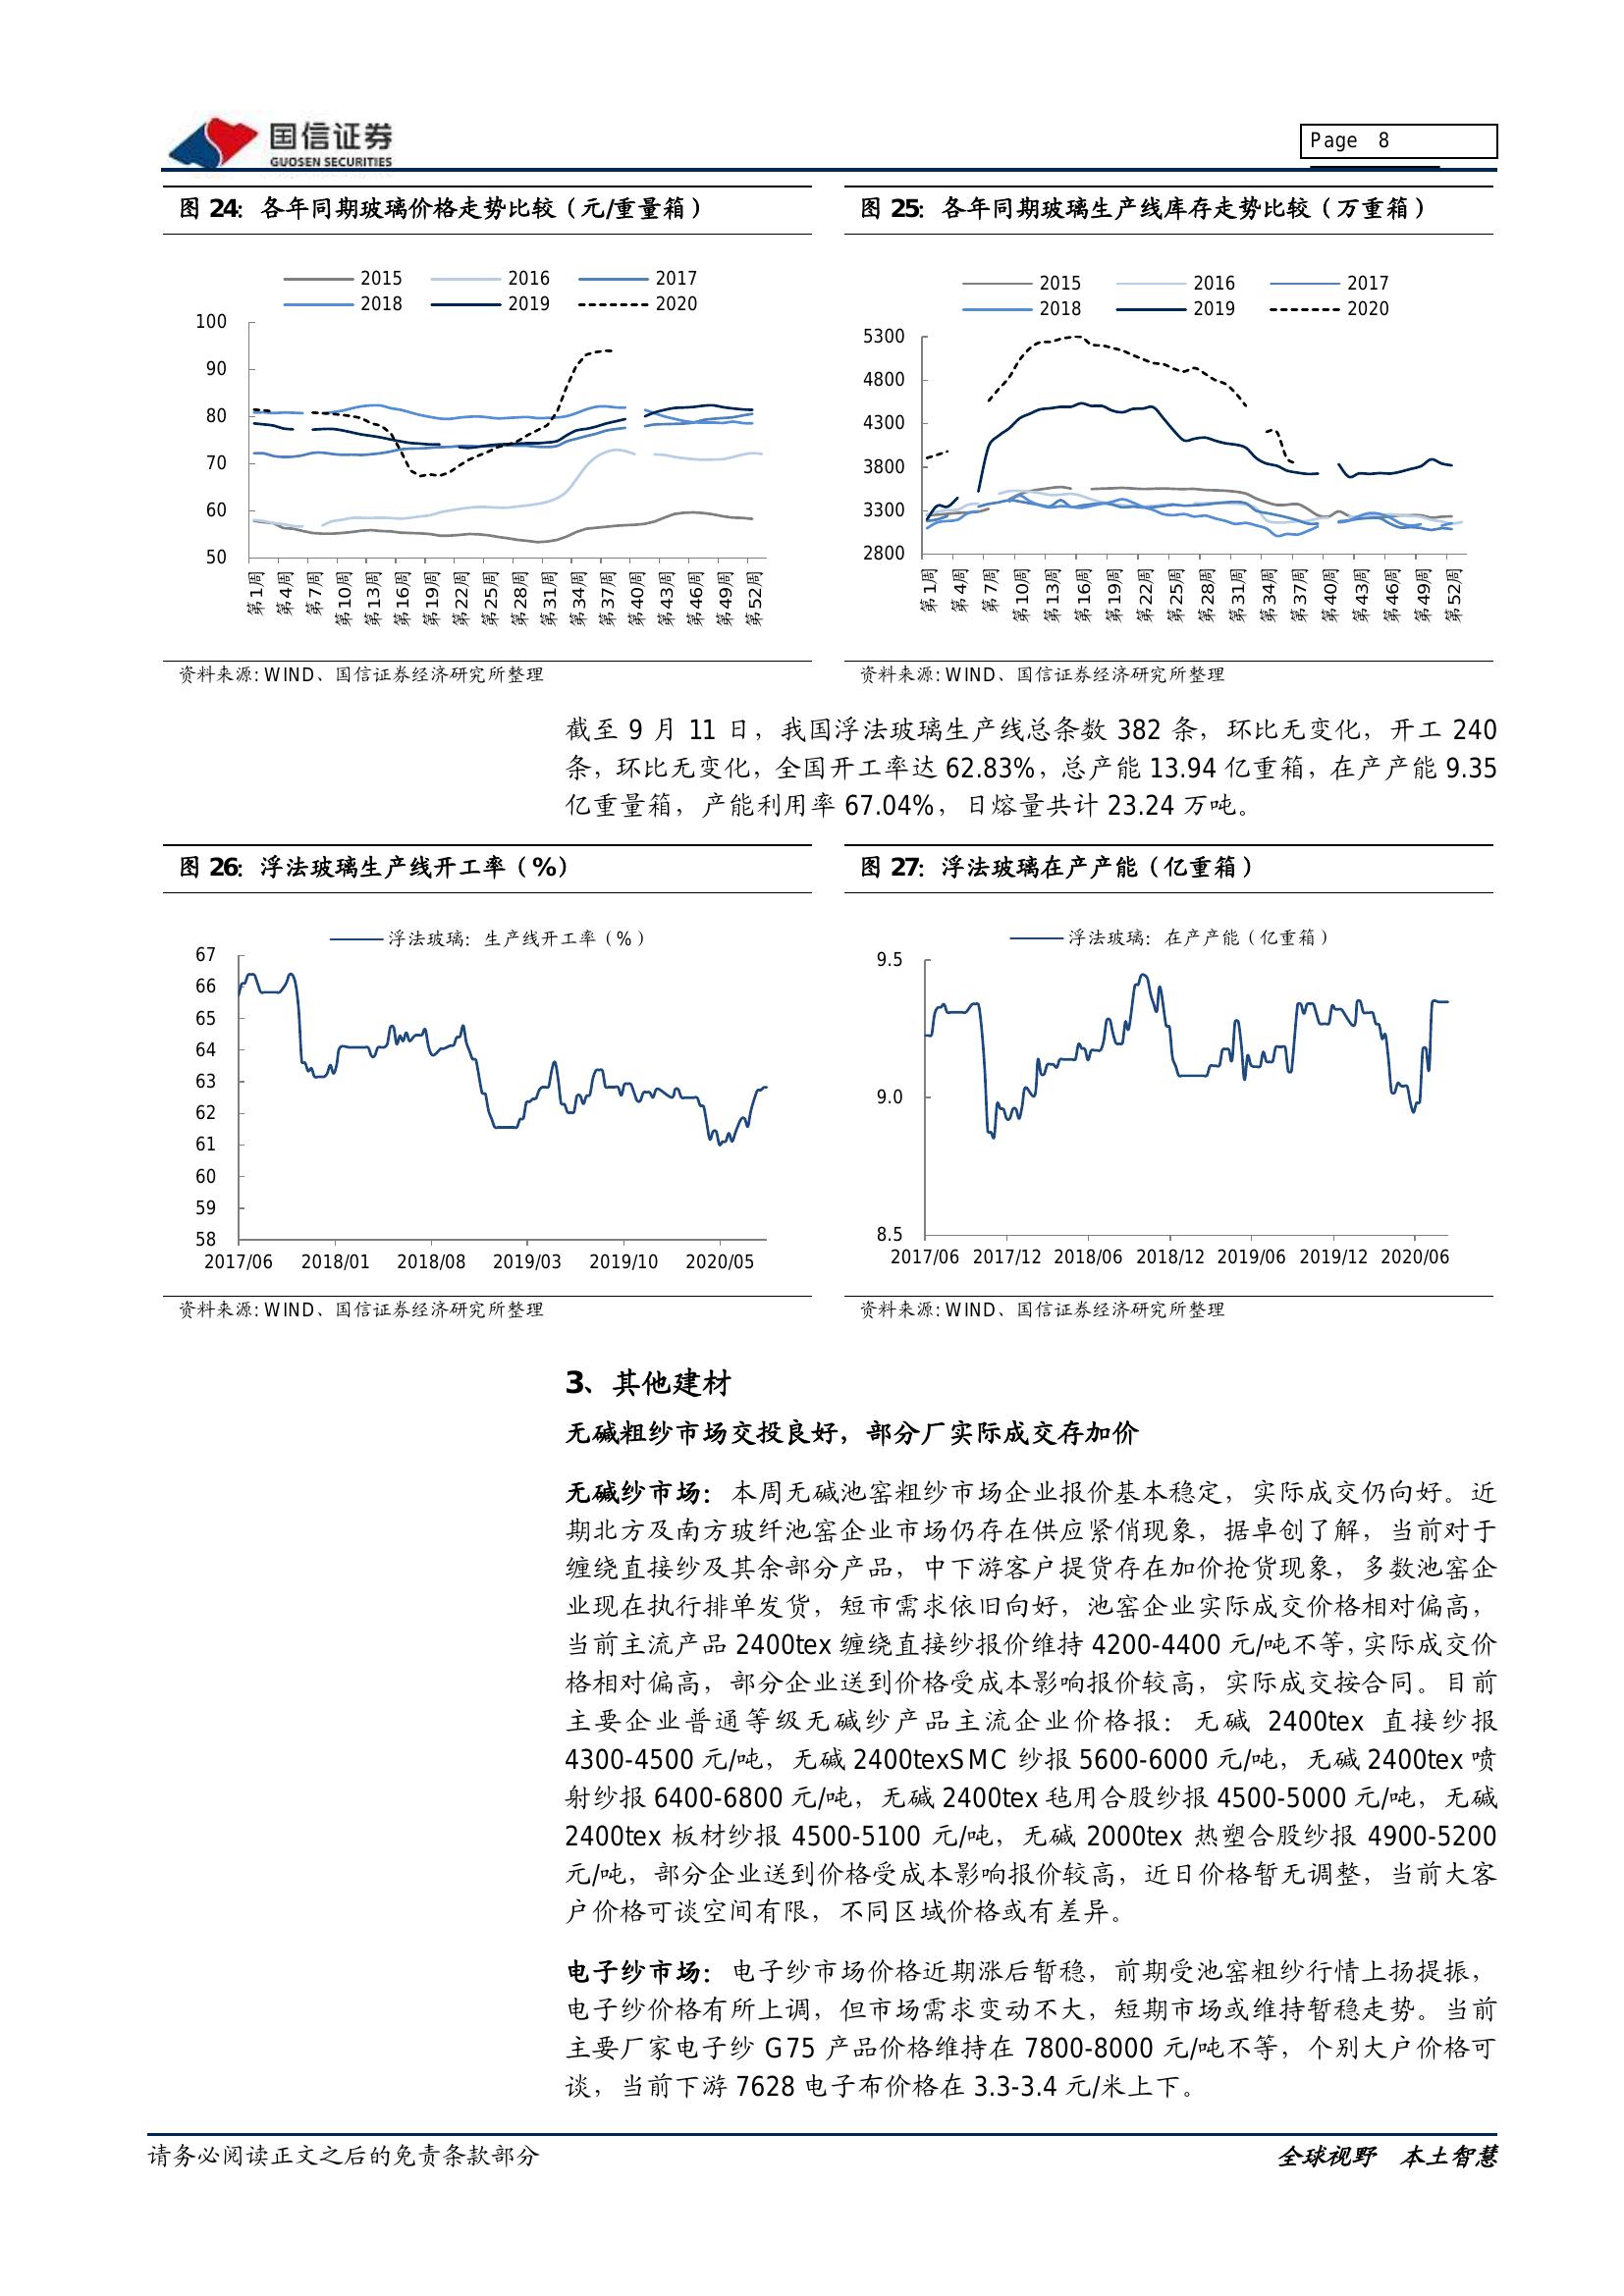 国信证券
GUOSEN SECURITIES
Page 8
图 24：各年同期玻璃价格走势比较（元/重量箱）
2015 2016 2017
2018 2019 2020
100
90
80
70
60
50
第1周 第4周 第7周 第10周 第13周 第16周 第19周 第22周 第25周 第28周 第31周 第34周 第37周 第40周 第43周 第46周 第49周 第52周
资料来源：WIND、国信证券经济研究所整理
图 25：各年同期玻璃生产线库存走势比较（万重箱）
2015 2016 2017
2018 2019 2020
5300
4800
4300
3800
3300
2800
第1周 第4周 第7周 第10周 第13周 第16周 第19周 第22周 第25周 第28周 第31周 第34周 第37周 第40周 第43周 第46周 第49周 第52周
资料来源：WIND、国信证券经济研究所整理
截至 9 月 11 日，我国浮法玻璃生产线总条数 382 条，环比无变化，开工 240
条，环比无变化，全国开工率达 62.83%，总产能 13.94 亿重箱，在产产能 9.35
亿重量箱，产能利用率 67.04%，日熔量共计 23.24 万吨。
图 26：浮法玻璃生产线开工率（%）
浮法玻璃：生产线开工率（%）
67
66
65
64
63
62
61
60
59
58
2017/06 2018/01 2018/08 2019/03 2019/10 2020/05
资料来源：WIND、国信证券经济研究所整理
图 27：浮法玻璃在产产能（亿重箱）
浮法玻璃：在产产能（亿重箱）
9.5
9.0
8.5
2017/06 2017/12 2018/06 2018/12 2019/06 2019/12 2020/06
资料来源：WIND、国信证券经济研究所整理
3、其他建材
无碱粗纱市场交投良好，部分厂实际成交存加价
无碱纱市场：本周无碱池窑粗纱市场企业报价基本稳定，实际成交仍向好。近
期北方及南方玻纤池窑企业市场仍存在供应紧俏现象，据卓创了解，当前对于
缠绕直接纱及其余部分产品，中下游客户提货存在加价抢货现象，多数池窑企
业现在执行排单发货，短市需求依旧向好，池窑企业实际成交价格相对偏高，
当前主流产品 2400tex 缠绕直接纱报价维持 4200-4400 元/吨不等，实际成交价
格相对偏高，部分企业送到价格受成本影响报价较高，实际成交按合同。目前
主要企业普通等级无碱纱产品主流企业价格报：无碱 2400tex 直接纱报
4300-4500 元/吨，无碱 2400texSMC 纱报 5600-6000 元/吨，无碱 2400tex 喷
射纱报 6400-6800 元/吨，无碱 2400tex 毡用合股纱报 4500-5000 元/吨，无碱
2400tex 板材纱报 4500-5100 元/吨，无碱 2000tex 热塑合股纱报 4900-5200
元/吨，部分企业送到价格受成本影响报价较高，近日价格暂无调整，当前大客
户价格可谈空间有限，不同区域价格或有差异。
电子纱市场：电子纱市场价格近期涨后暂稳，前期受池窑粗纱行情上扬提振，
电子纱价格有所上调，但市场需求变动不大，短期市场或维持暂稳走势。当前
主要厂家电子纱 G75 产品价格维持在 7800-8000 元/吨不等，个别大户价格可
谈，当前下游 7628 电子布价格在 3.3-3.4 元/米上下。
请务必阅读正文之后的免责条款部分
全球视野 本土智慧